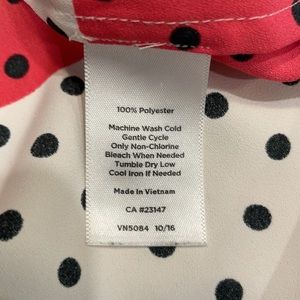 100% Polyester
Machine Wash Cold
Gentle Cycle
Only Non-Chlorine
Bleach When Needed
Tumble Dry Low
Cool Iron If Needed
Made In Vietnam
CA #23147
VN5084 10/16